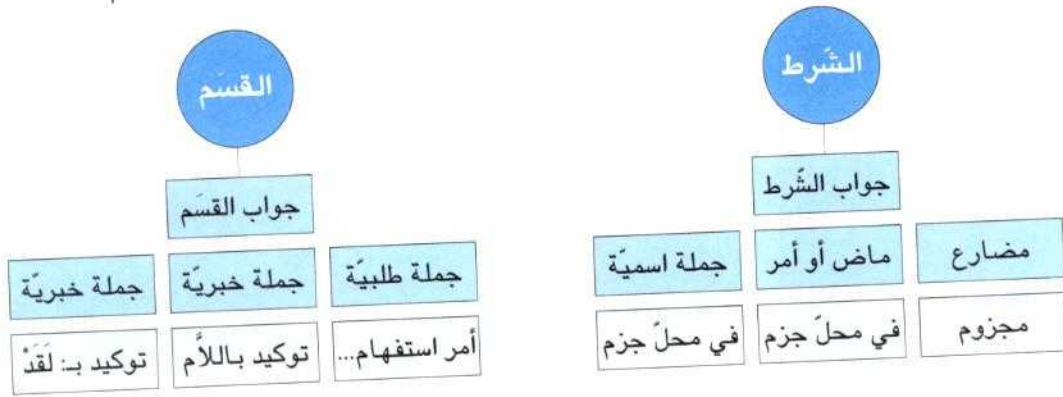 الشَرط
جواب الشّرط
مضارع
ماض أو أمر
جملة اسميّة
مجزوم
في محلّ جزم
في محلّ جزم
القسَم
جواب القسَم
جملة طلبيّة
جملة خبريّة
جملة خبريّة
أمر استفهام...
توكيد باللاَّم
توكيد بـ: لَقَدْ